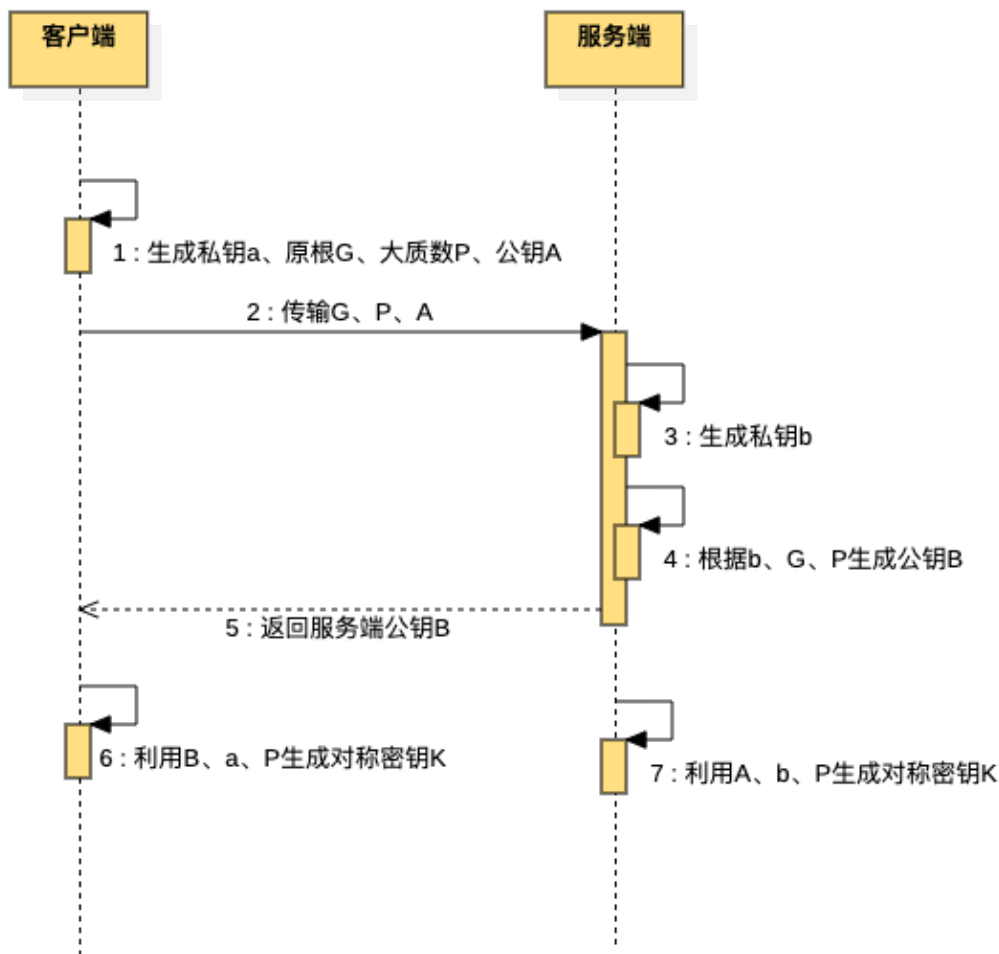 客户端
服务端
1 : 生成私钥a、原根G、大质数P、公钥A
2 : 传输G、P、A
3 : 生成私钥b
4 : 根据b、G、P生成公钥B
5 : 返回服务端公钥B
6 : 利用B、a、P生成对称密钥K
7 : 利用A、b、P生成对称密钥K